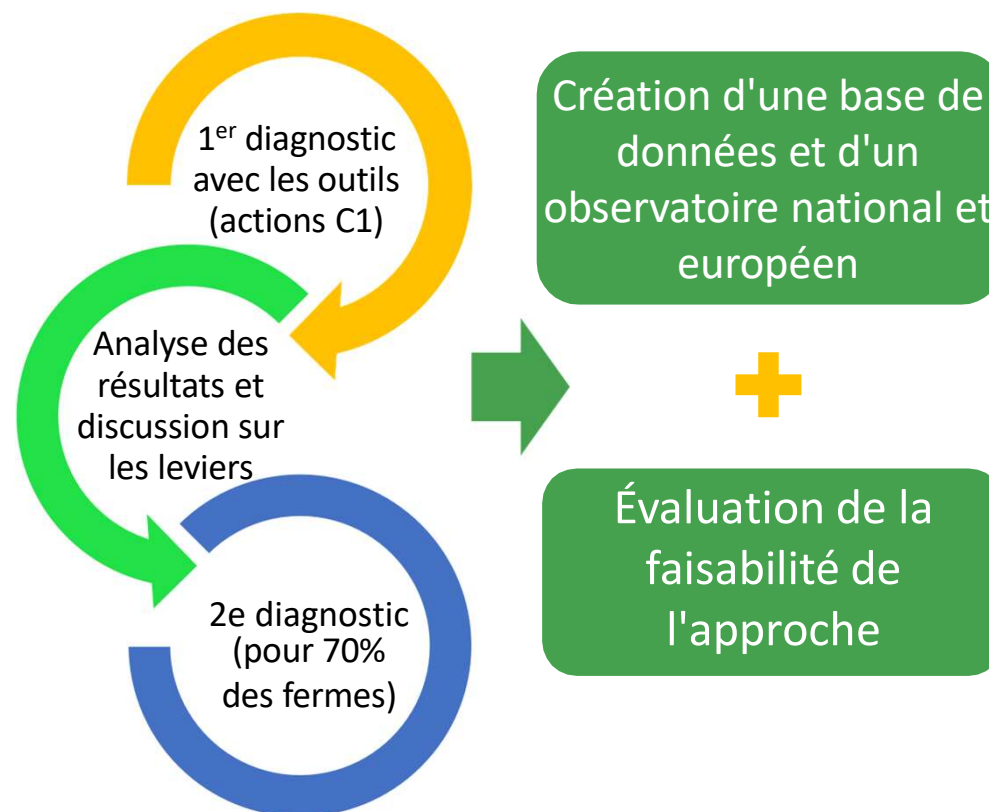 1er diagnostic
avec les outils
(actions C1)
Analyse des
résultats et
discussion sur
les leviers
2e diagnostic
(pour 70%
des fermes)
Création d'une base de
données et d'un
observatoire national et
européen
Évaluation de la
faisabilité de
l'approche